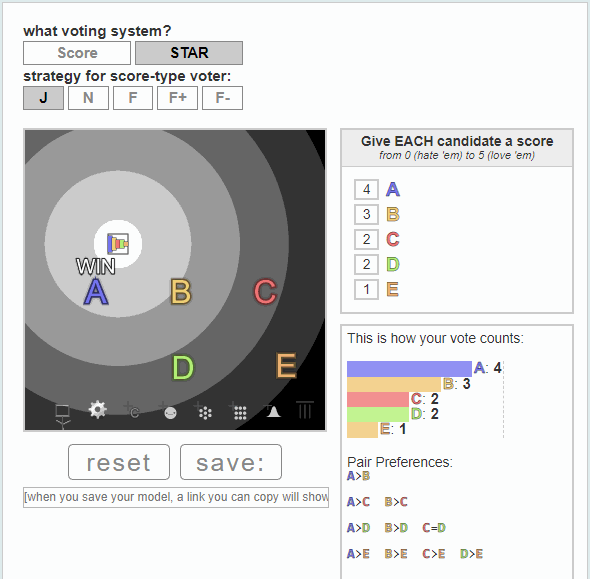 what voting system?
Score STAR
strategy for score-type voter:
J N F F+ F-
WIN
A B C
D E
reset save:
[when you save your model, a link you can copy will show
Give EACH candidate a score
from 0 (hate 'em) to 5 (love 'em)
4 A
3 B
2 C
2 D
1 E
This is how your vote counts:
A: 4
B: 3
C: 2
D: 2
E: 1
Pair Preferences:
A>B
A>C B>C
A>D B>D C=D
A>E B>E C>E D>E